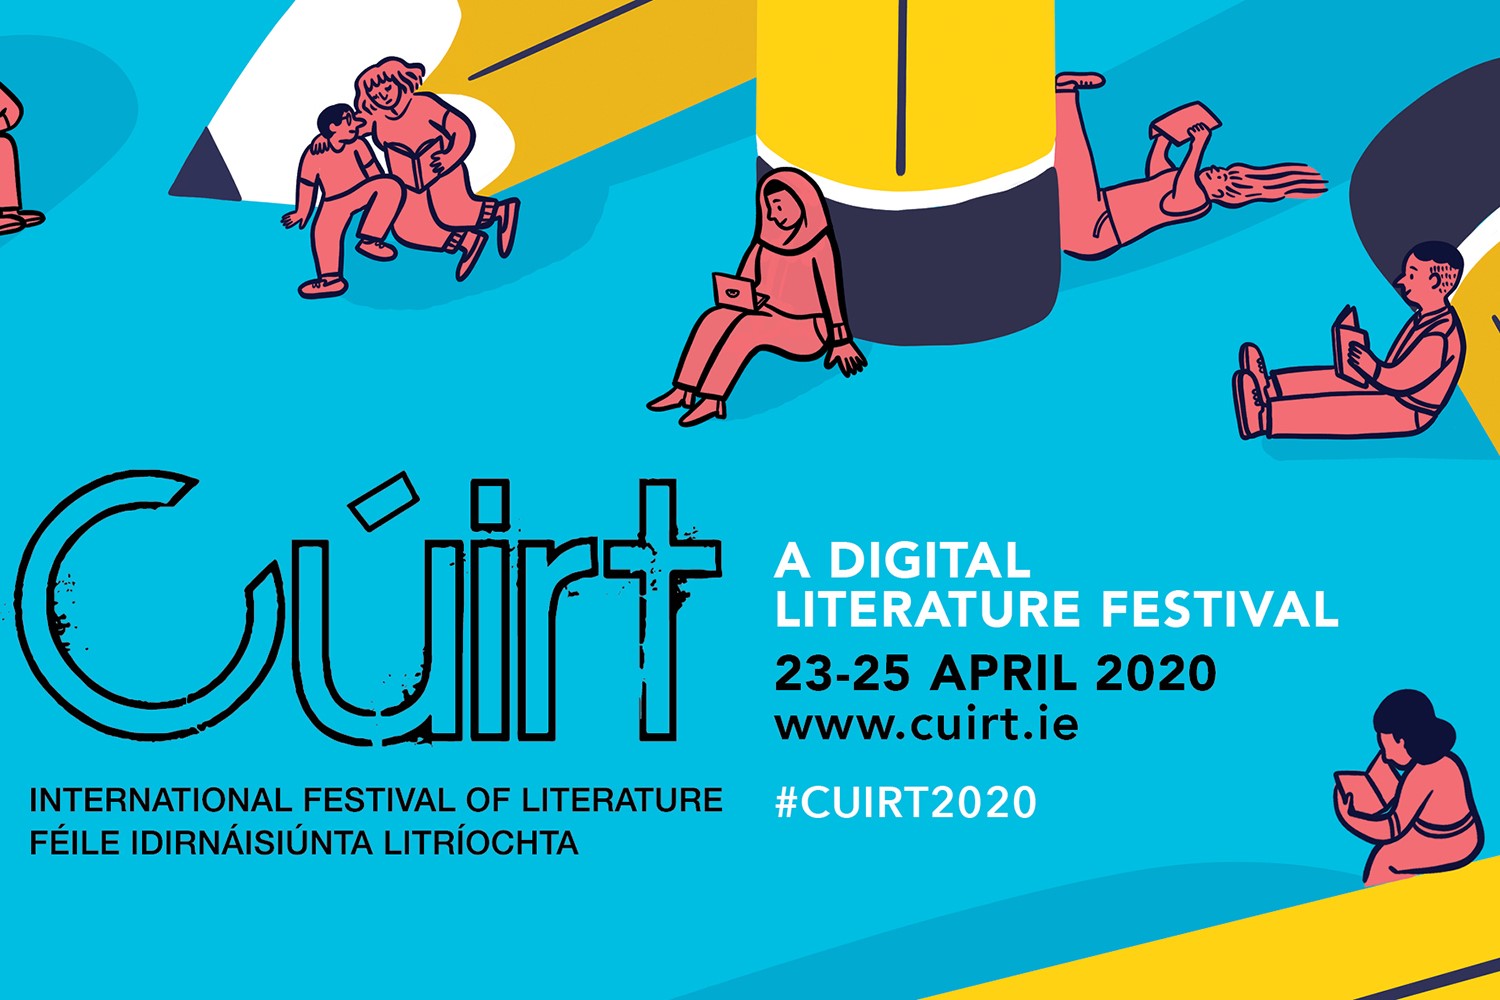 Cúirt
INTERNATIONAL FESTIVAL OF LITERATURE
FÉILE IDIRNÁISIÚNTA LITRÍOCHTA
A DIGITAL
LITERATURE FESTIVAL
23-25 APRIL 2020
www.cuirt.ie
#CUIRT2020